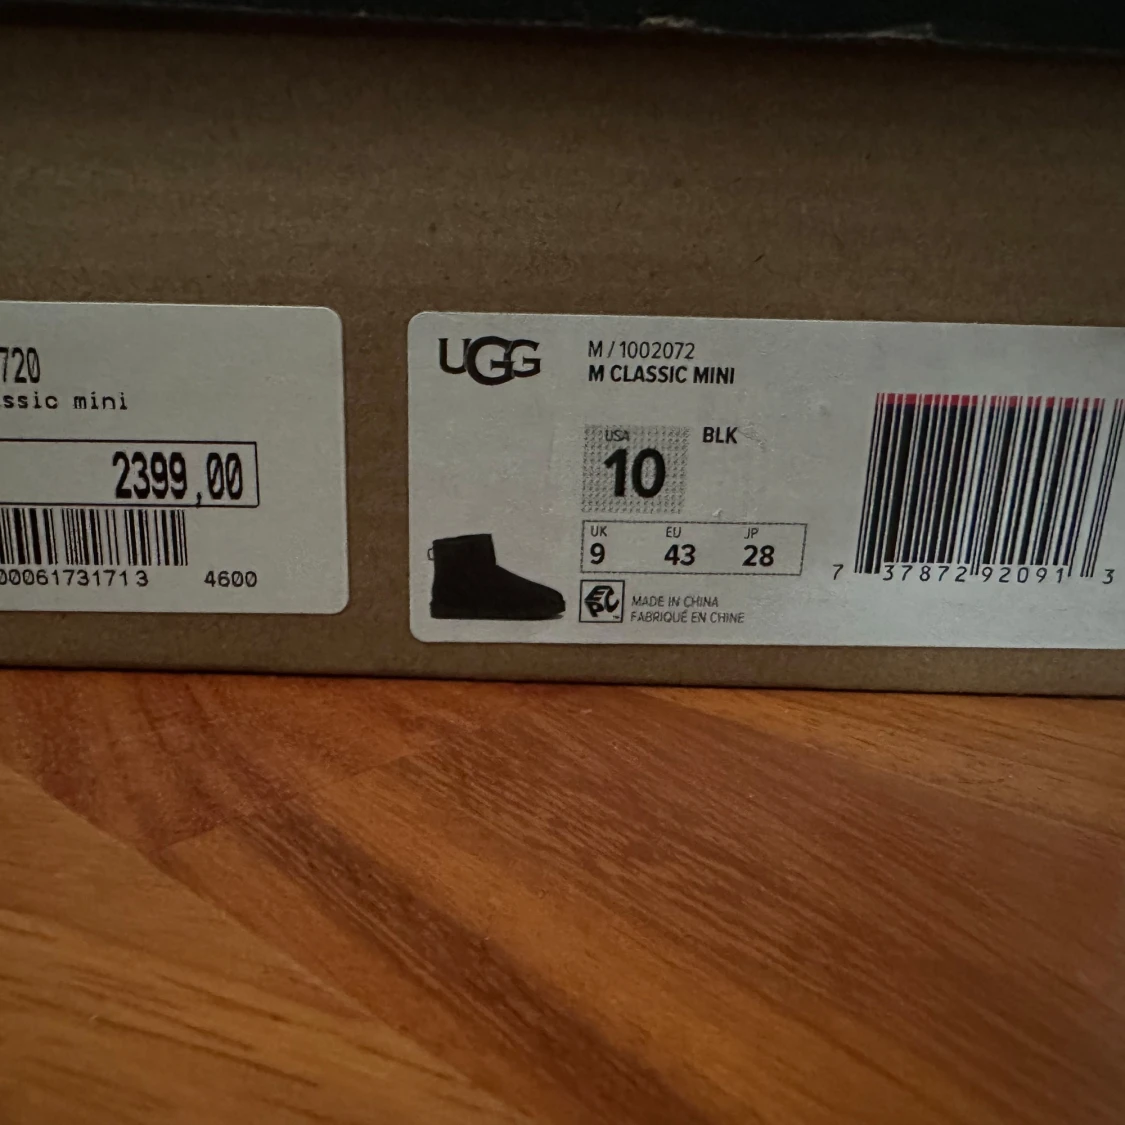 720
ssic mini
2399,00
00061731713 4600
UGG
M / 1002072
M CLASSIC MINI
USA
10
BLK
UK EU JP
9 43 28
MADE IN CHINA
FABRIQUÉ EN CHINE
7 37872 92091 3